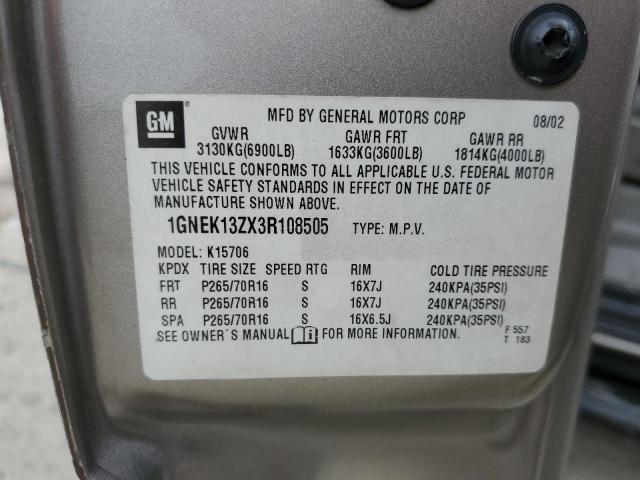 GM
MFD BY GENERAL MOTORS CORP 08/02
GVWR GAWR FRT GAWR RR
3130KG(6900LB) 1633KG(3600LB) 1814KG(4000LB)
THIS VEHICLE CONFORMS TO ALL APPLICABLE U.S. FEDERAL MOTOR
VEHICLE SAFETY STANDARDS IN EFFECT ON THE DATE OF
MANUFACTURE SHOWN ABOVE.
1GNEK13ZX3R108505 TYPE: M.P.V.
MODEL: K15706
KPDX TIRE SIZE SPEED RTG RIM COLD TIRE PRESSURE
FRT P265/70R16 S 16X7J 240KPA(35PSI)
RR P265/70R16 S 16X7J 240KPA(35PSI)
SPA P265/70R16 S 16X6.5J 240KPA(35PSI)
SEE OWNER'S MANUAL FOR MORE INFORMATION.
F 557
T 183